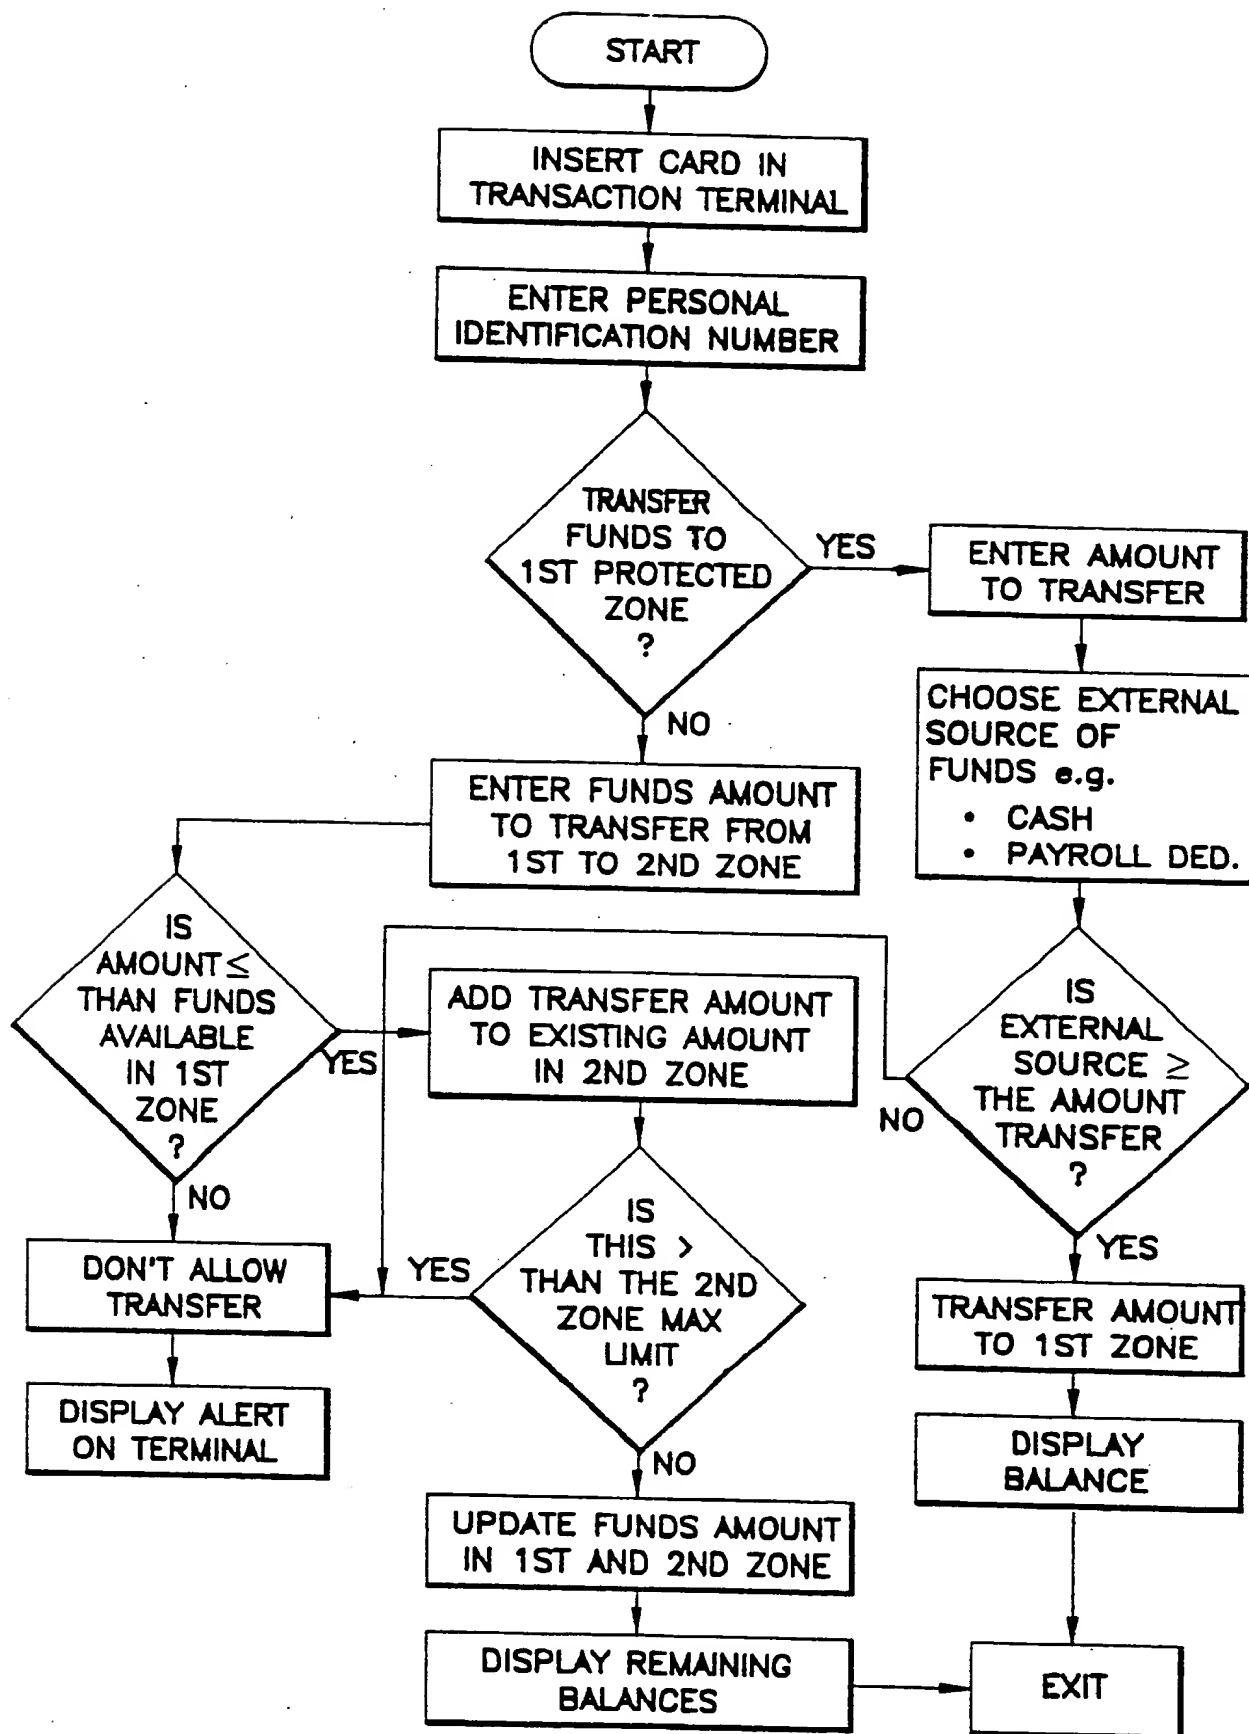 START
INSERT CARD IN
TRANSACTION TERMINAL
ENTER PERSONAL
IDENTIFICATION NUMBER
TRANSFER
FUNDS TO
1ST PROTECTED
ZONE
?
YES
NO
ENTER AMOUNT
TO TRANSFER
CHOOSE EXTERNAL
SOURCE OF
FUNDS e.g.
• CASH
• PAYROLL DED.
ENTER FUNDS AMOUNT
TO TRANSFER FROM
1ST TO 2ND ZONE
IS
AMOUNT ≤
THAN FUNDS
AVAILABLE
IN 1ST
ZONE
?
YES
NO
ADD TRANSFER AMOUNT
TO EXISTING AMOUNT
IN 2ND ZONE
IS
EXTERNAL
SOURCE ≥
THE AMOUNT
TRANSFER
?
NO
YES
IS
THIS >
THAN THE 2ND
ZONE MAX
LIMIT
?
YES
NO
DON'T ALLOW
TRANSFER
DISPLAY ALERT
ON TERMINAL
TRANSFER AMOUNT
TO 1ST ZONE
DISPLAY
BALANCE
UPDATE FUNDS AMOUNT
IN 1ST AND 2ND ZONE
DISPLAY REMAINING
BALANCES
EXIT